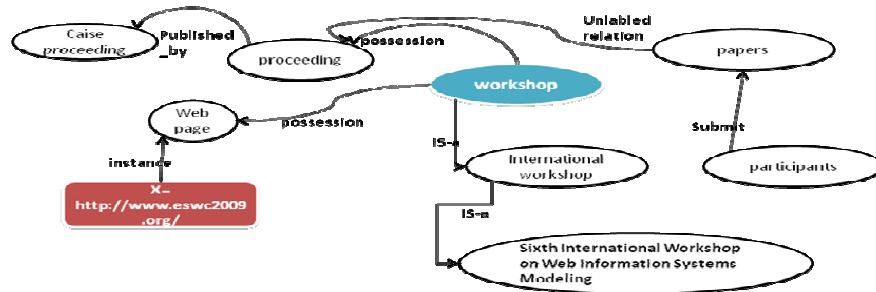 Caise
proceeding
Published
_by
proceeding
possession
Unlabled
relation
papers
workshop
Web
page
possession
Submit
instance
IS-a
International
workshop
participants
X_
http://www.eswc2009
.org/
IS-a
Sixth International Workshop
on Web Information Systems
Modeling